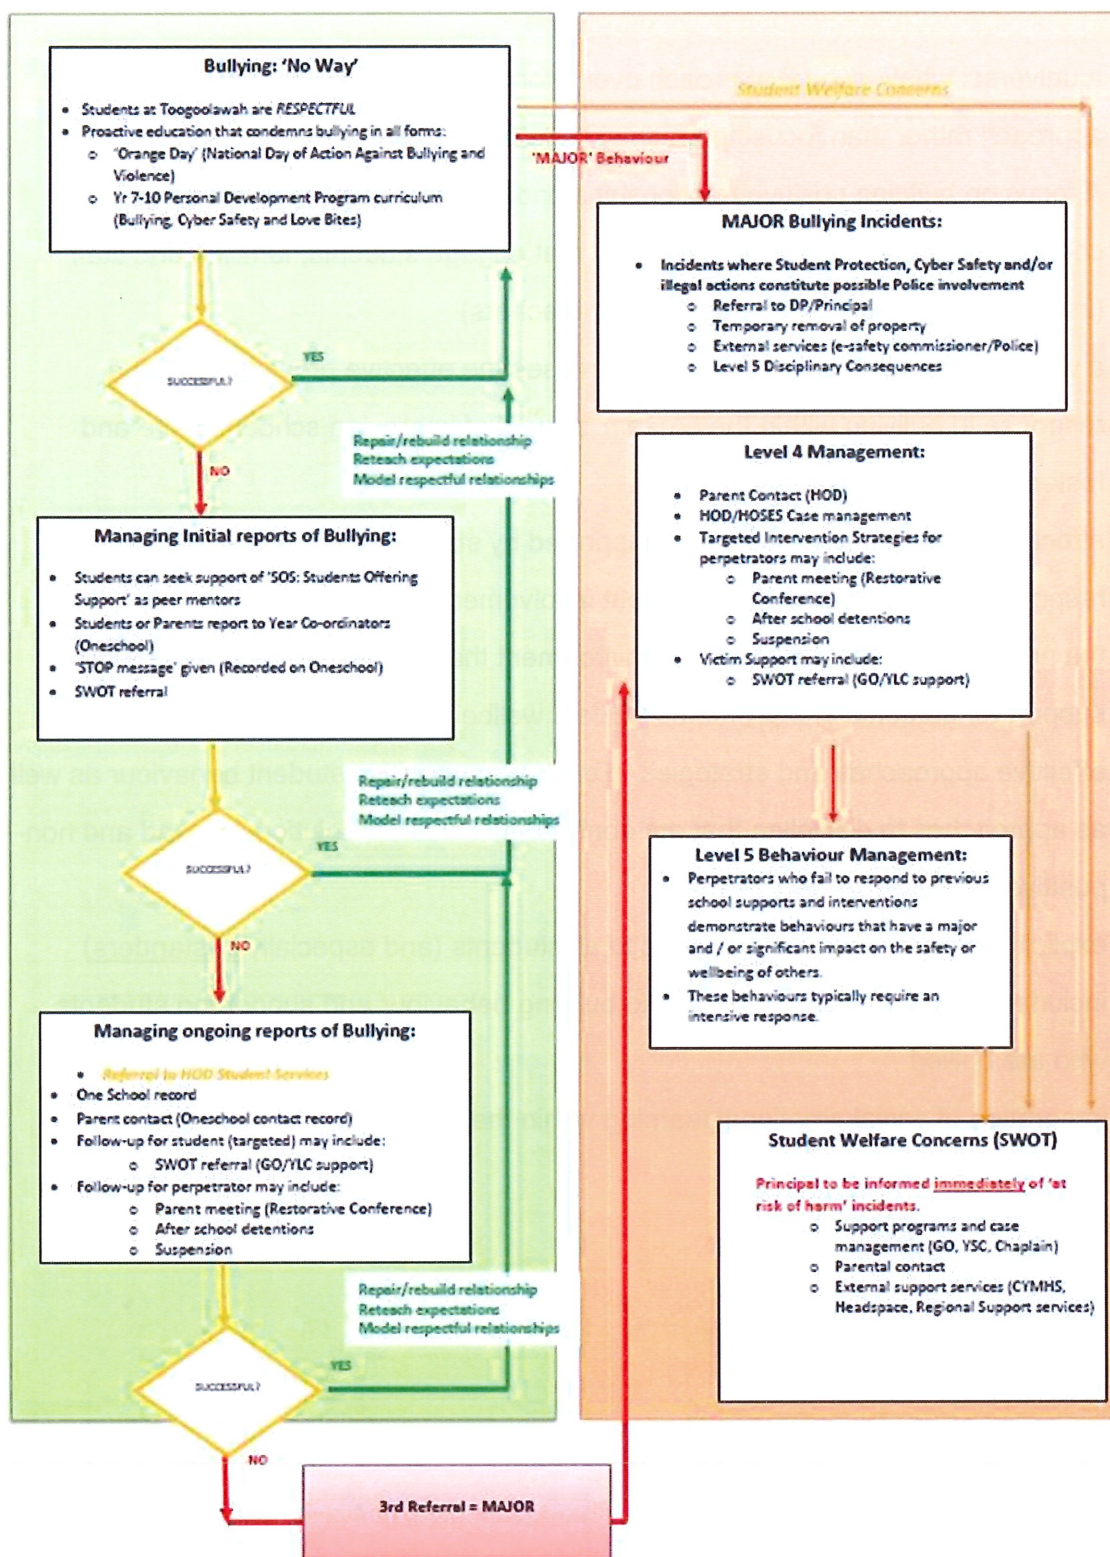 Bullying: 'No Way'
• Students at Toogoolawah are RESPECTFUL
• Proactive education that condemns bullying in all forms:
o 'Orange Day' (National Day of Action Against Bullying and
Violence)
o Yr 7-10 Personal Development Program curriculum
(Bullying, Cyber Safety and Love Bites)
SUCCESSFUL?
YES
Repair/rebuild relationship
Reteach expectations
Model respectful relationships
NO
Managing Initial reports of Bullying:
• Students can seek support of 'SOS: Students Offering
Support' as peer mentors
• Students or Parents report to Year Co-ordinators
(Oneschool)
• 'STOP message' given (Recorded on Oneschool)
• SWOT referral
Repair/rebuild relationship
Reteach expectations
Model respectful relationships
SUCCESSFUL?
YES
NO
Managing ongoing reports of Bullying:
• Referral to HOD Student Services
• One School record
• Parent contact (Oneschool contact record)
• Follow-up for student (targeted) may include:
o SWOT referral (GO/YLC support)
• Follow-up for perpetrator may include:
o Parent meeting (Restorative Conference)
o After school detentions
o Suspension
Repair/rebuild relationship
Reteach expectations
Model respectful relationships
SUCCESSFUL?
YES
NO
3rd Referral = MAJOR
Student Welfare Concerns
'MAJOR' Behaviour
MAJOR Bullying Incidents:
• Incidents where Student Protection, Cyber Safety and/or
illegal actions constitute possible Police involvement
o Referral to DP/Principal
o Temporary removal of property
o External services (e-safety commissioner/Police)
o Level 5 Disciplinary Consequences
Level 4 Management:
• Parent Contact (HOD)
• HOD/HOSES Case management
• Targeted Intervention Strategies for
perpetrators may include:
o Parent meeting (Restorative
Conference)
o After school detentions
o Suspension
• Victim Support may include:
o SWOT referral (GO/YLC support)
Level 5 Behaviour Management:
• Perpetrators who fail to respond to previous
school supports and interventions
demonstrate behaviours that have a major
and / or significant impact on the safety or
wellbeing of others.
• These behaviours typically require an
intensive response.
Student Welfare Concerns (SWOT)
Principal to be informed immediately of 'at
risk of harm' incidents.
o Support programs and case
management (GO, YSC, Chaplain)
o Parental contact
o External support services (CYMHS,
Headspace, Regional Support services)